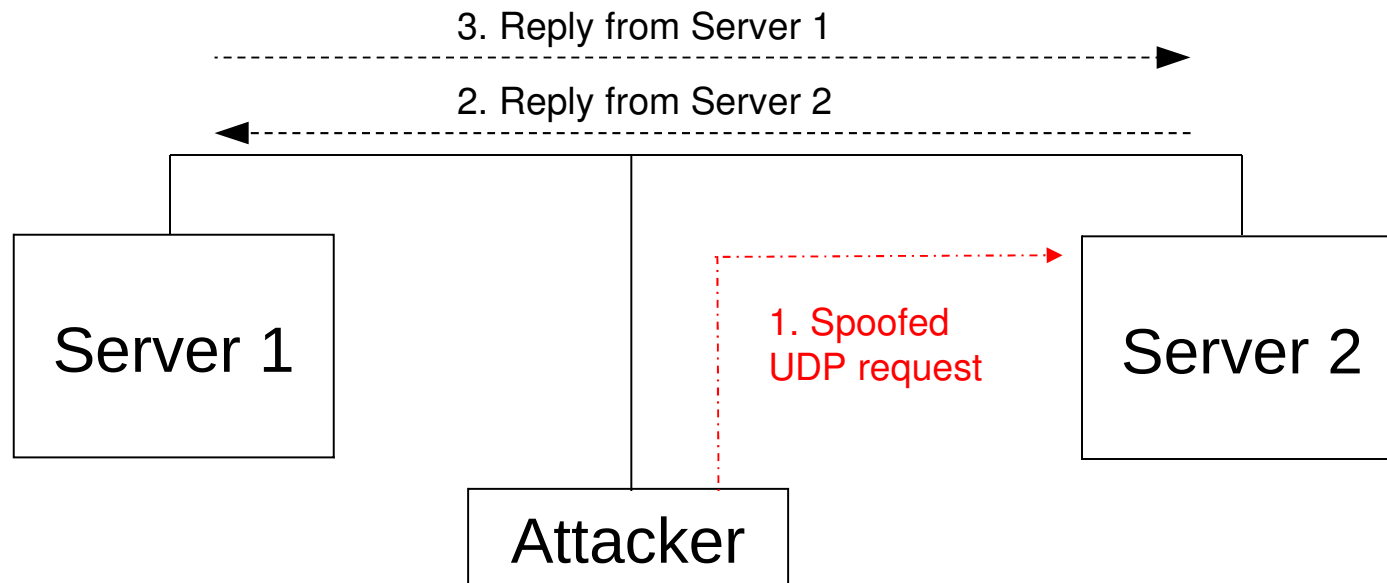 3. Reply from Server 1
2. Reply from Server 2
Server 1
1. Spoofed
UDP request
Server 2
Attacker